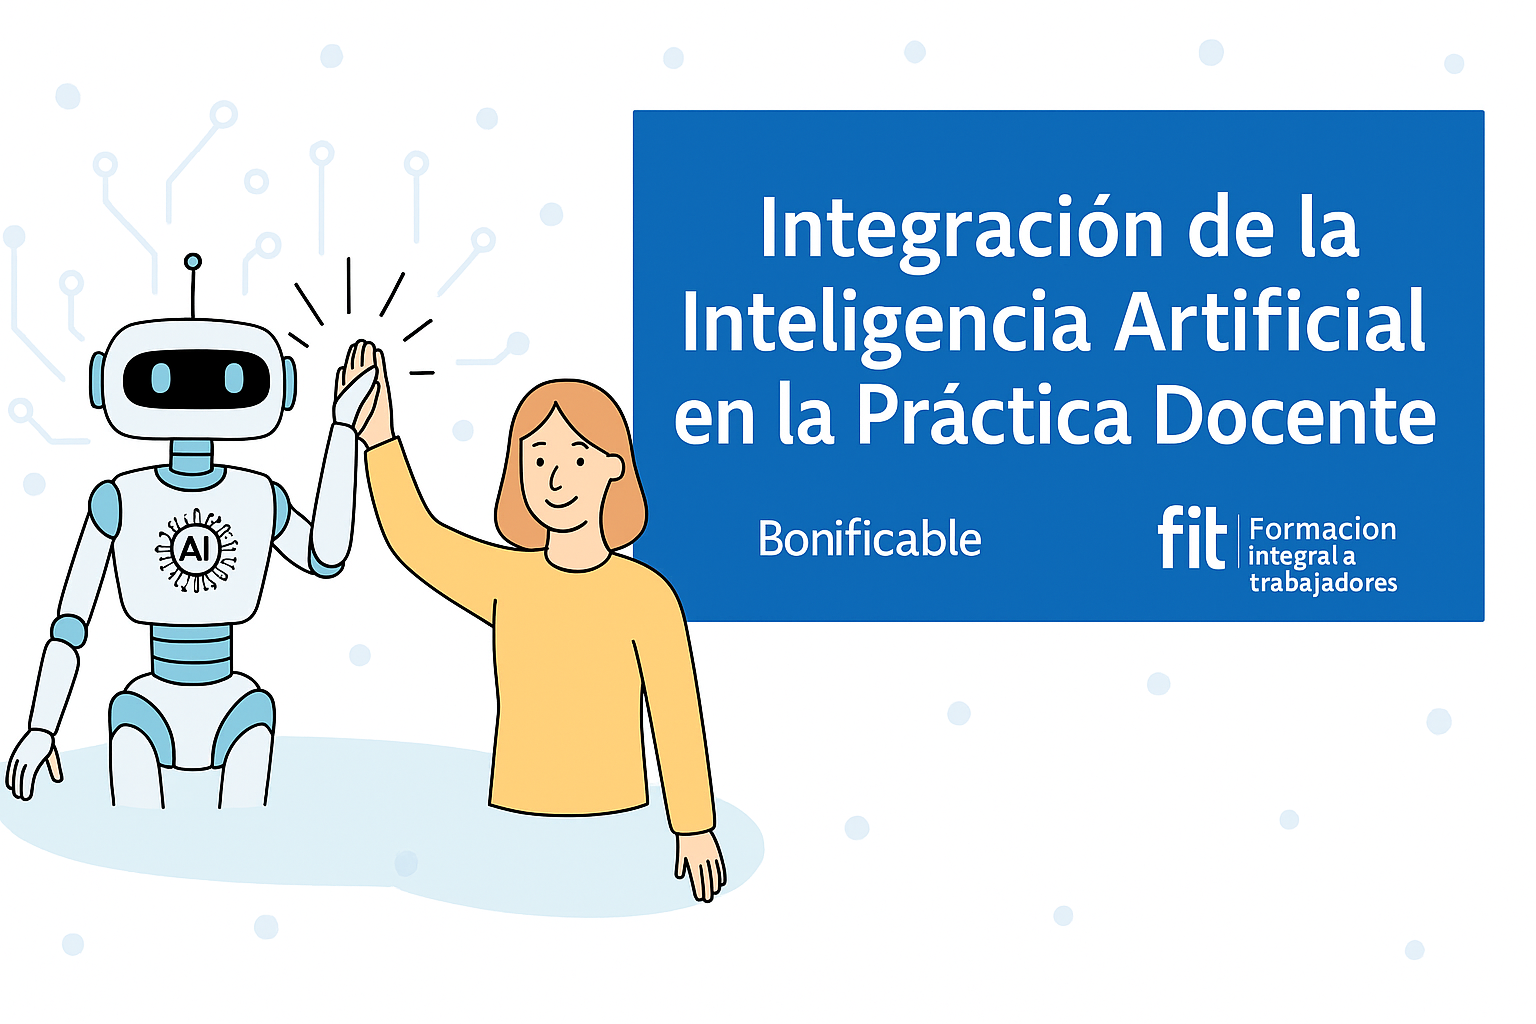 Integración de la
Inteligencia Artificial
en la Práctica Docente
Bonificable
fit
Formacion
integral a
trabajadores
AI